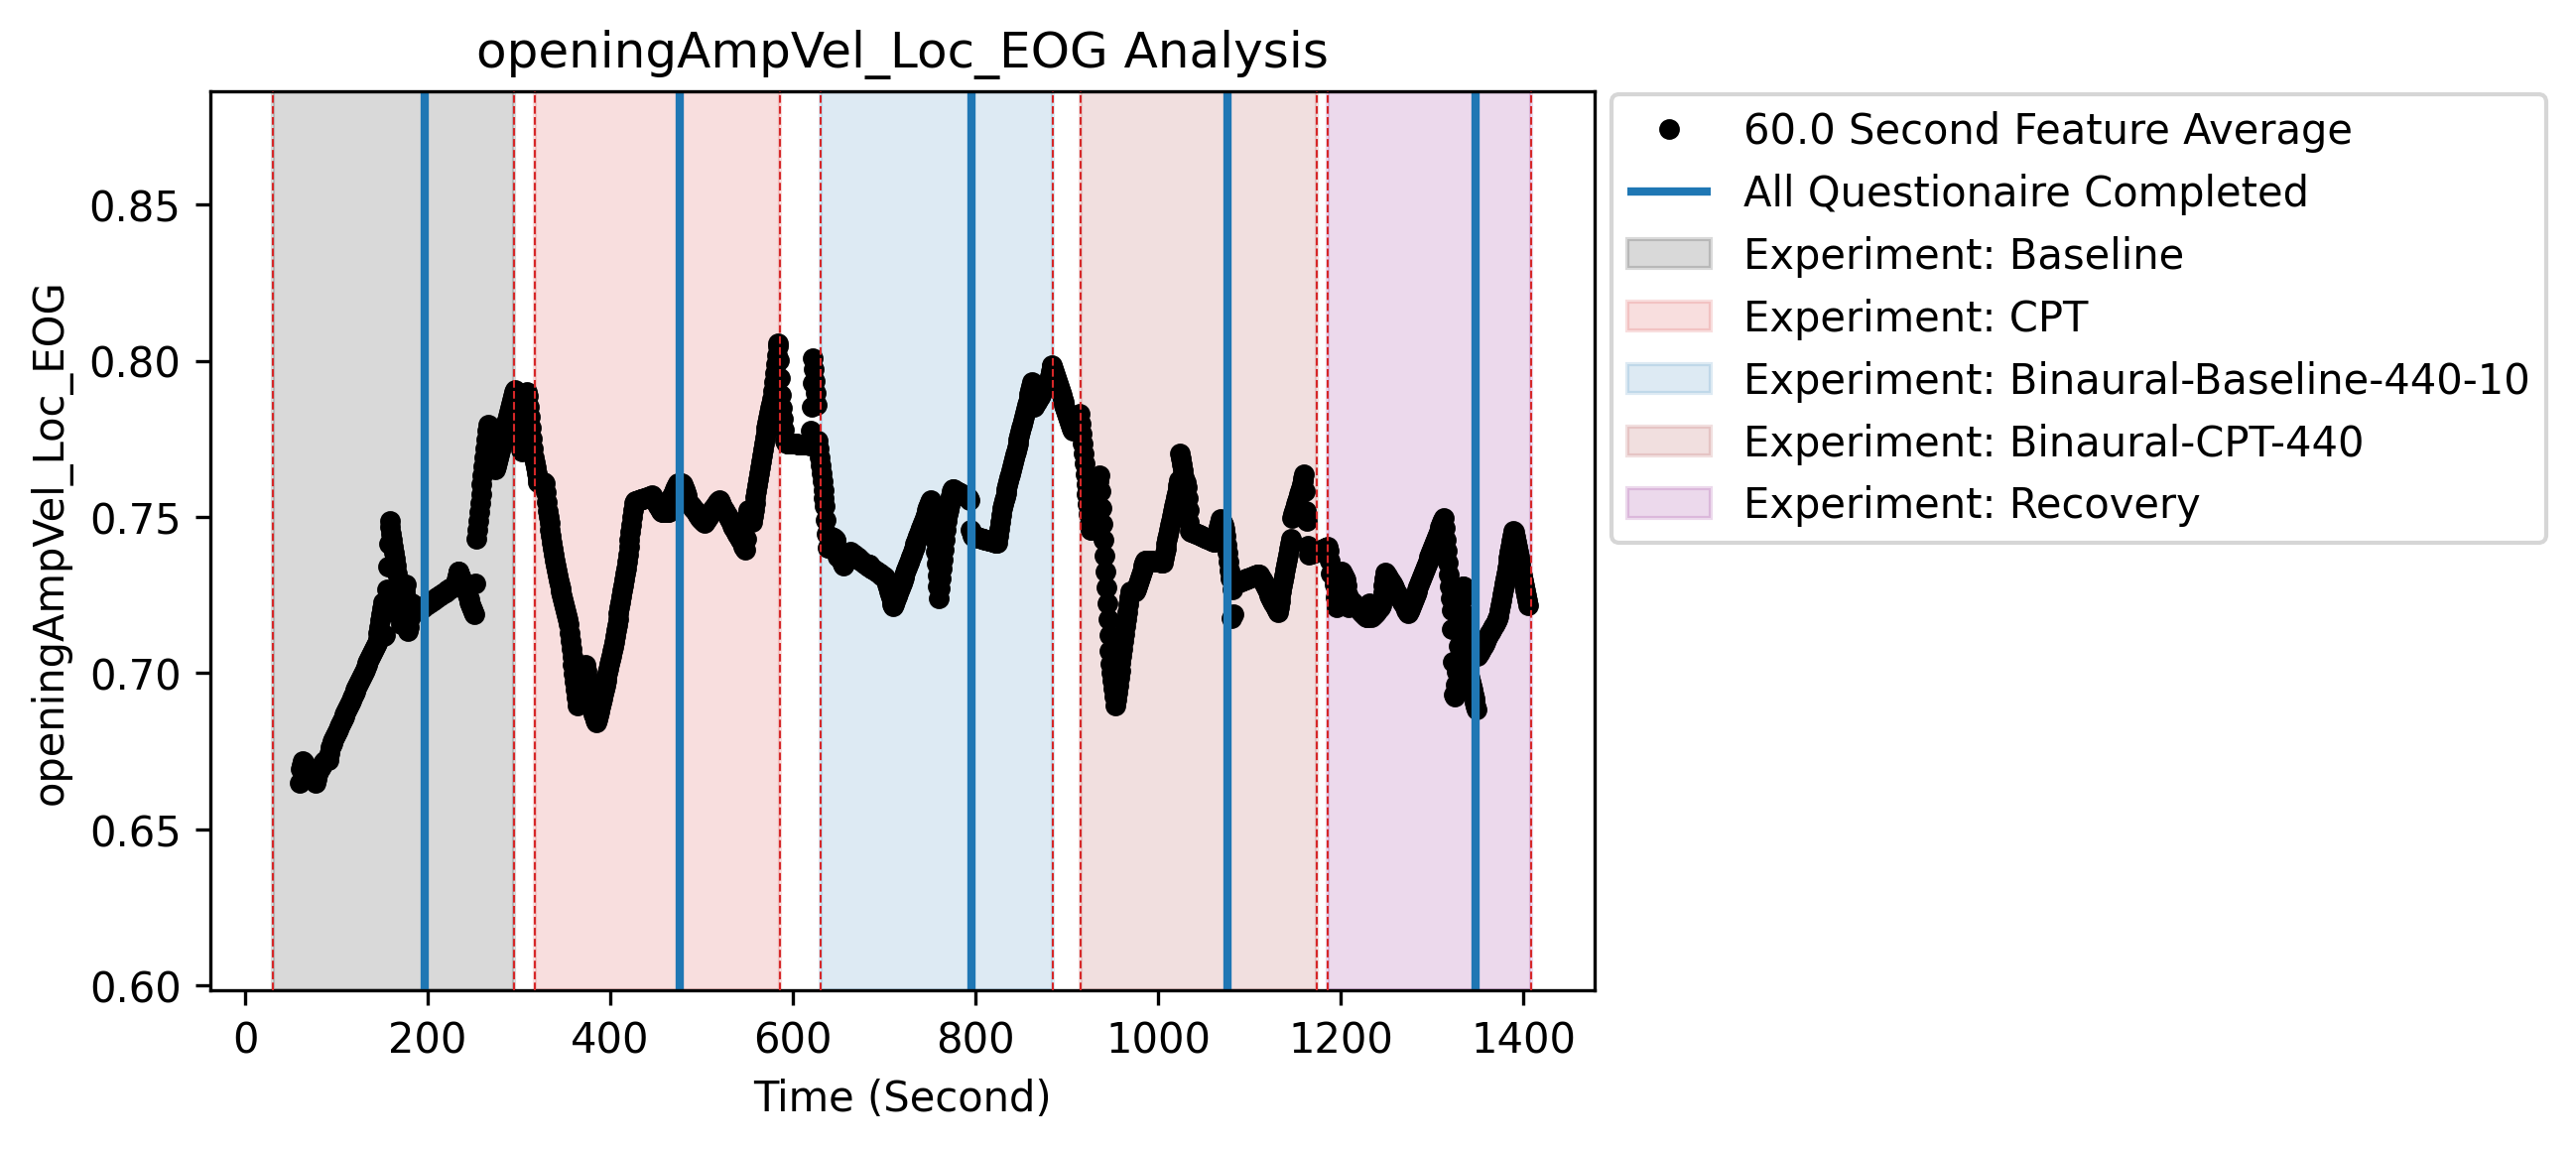 openingAmpVel_Loc_EOG Analysis
openingAmpVel_Loc_EOG
0.85
0.80
0.75
0.70
0.65
0.60
0 200 400 600 800 1000 1200 1400
Time (Second)
60.0 Second Feature Average
All Questionaire Completed
Experiment: Baseline
Experiment: CPT
Experiment: Binaural-Baseline-440-10
Experiment: Binaural-CPT-440
Experiment: Recovery